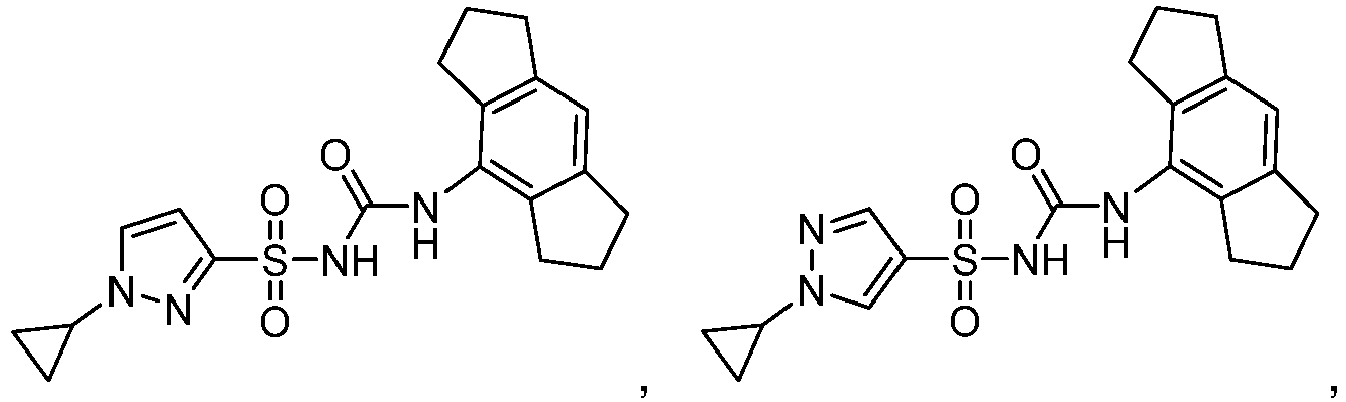 O O
O N O N
S NH H N S NH H
N N N
O O
, ,